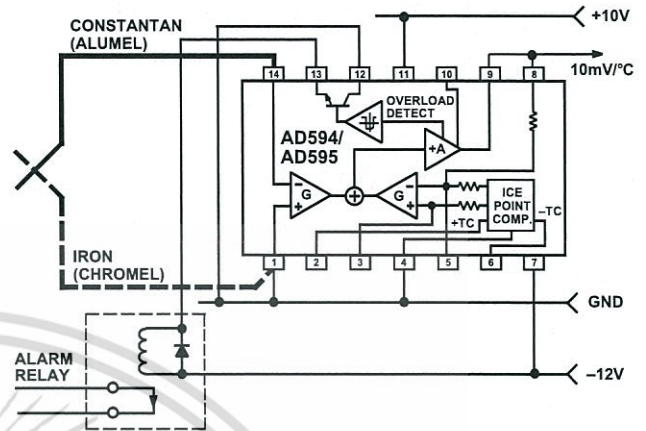 CONSTANTAN
(ALUMEL)
+10V
10mV/°C
14 13 12 11 10 9 8
OVERLOAD
DETECT
AD594/
AD595
+A
G
G
ICE
POINT
COMP.
+TC
–TC
IRON
(CHROMEL)
1 2 3 4 5 6 7
GND
ALARM
RELAY
–12V